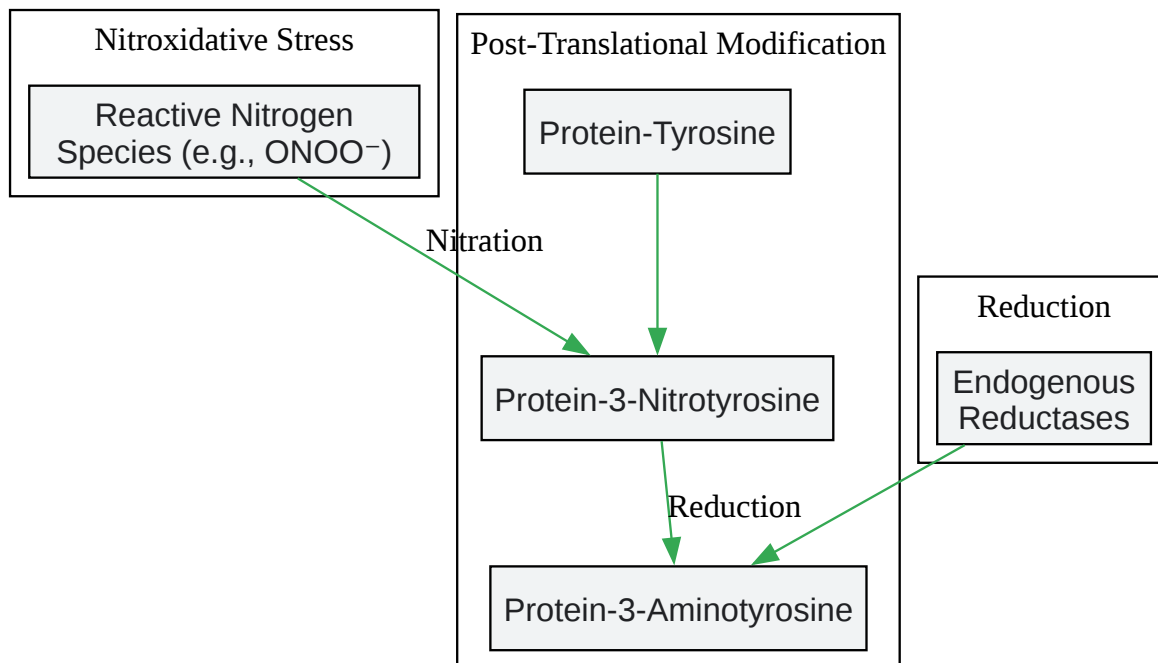 Nitroxidative Stress
Reactive Nitrogen
Species (e.g., ONOO⁻)
Post-Translational Modification
Protein-Tyrosine
Nitration
Protein-3-Nitrotyrosine
Reduction
Endogenous
Reductases
Reduction
Protein-3-Aminotyrosine